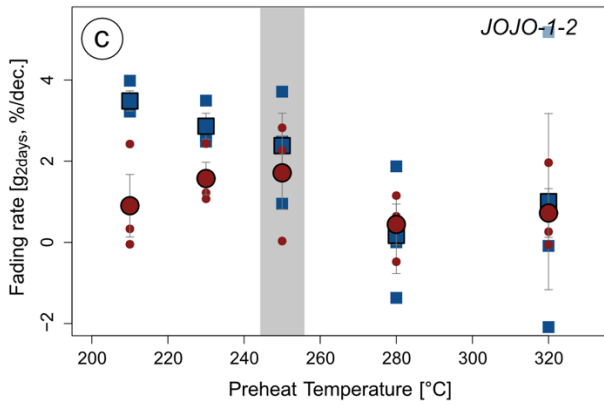 C
JOJO-1-2
Fading rate [g2days, %/dec.]
4
2
0
-2
200 220 240 260 280 300 320
Preheat Temperature [°C]